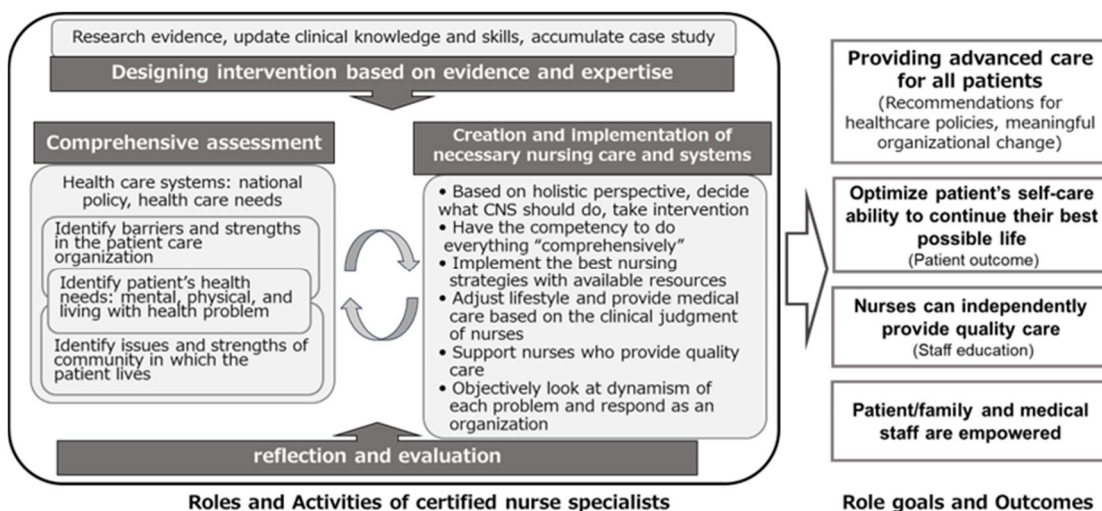 Research evidence, update clinical knowledge and skills, accumulate case study
Designing intervention based on evidence and expertise
Comprehensive assessment
Health care systems: national
policy, health care needs
Identify barriers and strengths
in the patient care
organization
Identify patient's health
needs: mental, physical, and
living with health problem
Identify issues and strengths of
community in which the
patient lives
Creation and implementation of
necessary nursing care and systems
• Based on holistic perspective, decide
what CNS should do, take intervention
• Have the competency to do
everything "comprehensively"
• Implement the best nursing
strategies with available resources
• Adjust lifestyle and provide medical
care based on the clinical judgment
of nurses
• Support nurses who provide quality
care
• Objectively look at dynamism of
each problem and respond as an
organization
reflection and evaluation
Roles and Activities of certified nurse specialists
Providing advanced care
for all patients
(Recommendations for
healthcare policies, meaningful
organizational change)
Optimize patient's self-care
ability to continue their best
possible life
(Patient outcome)
Nurses can independently
provide quality care
(Staff education)
Patient/family and medical
staff are empowered
Role goals and Outcomes